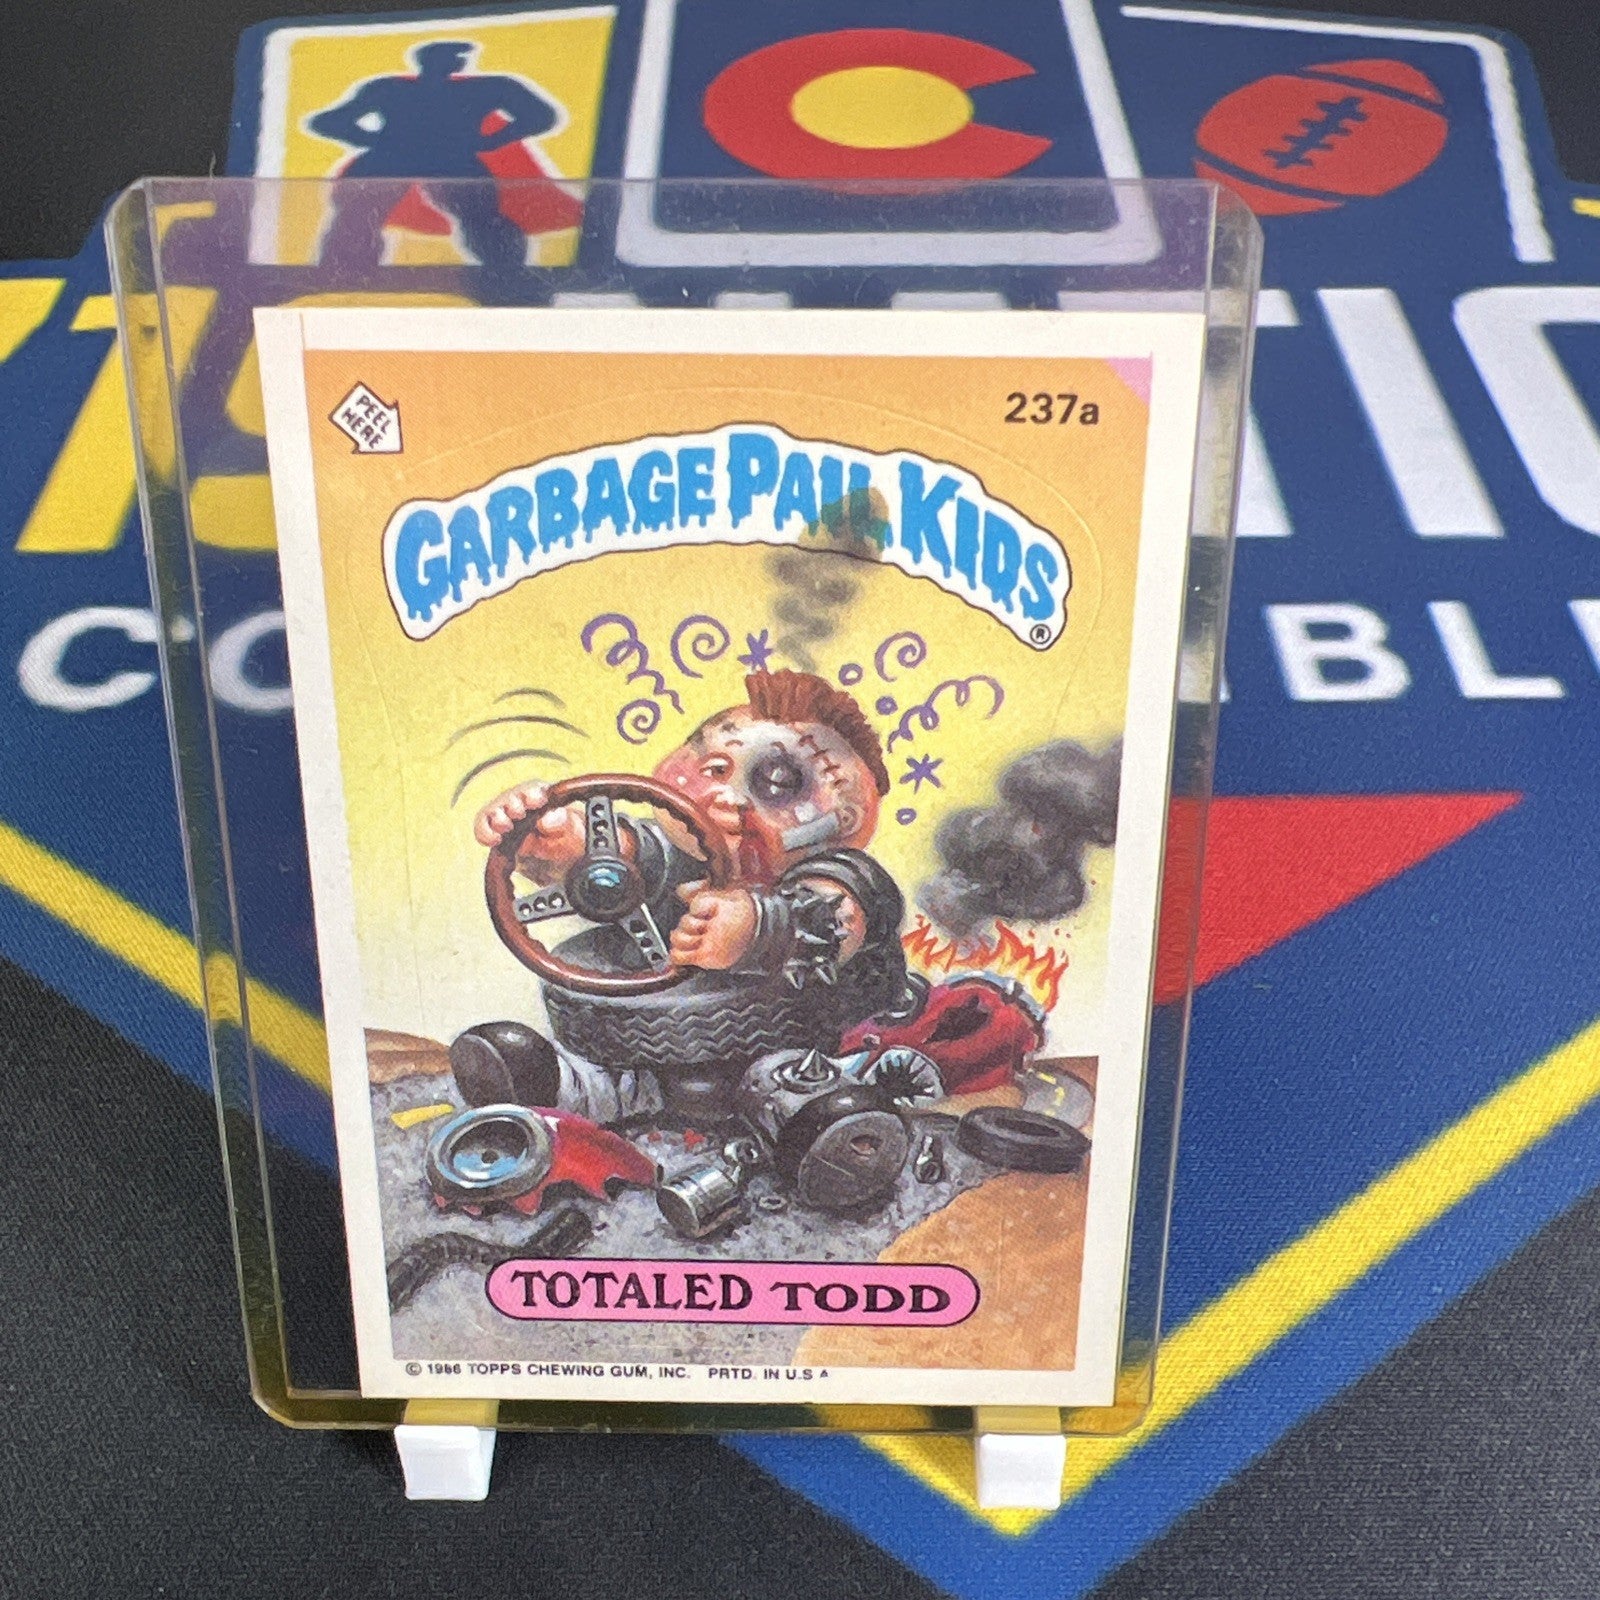 PEEL
HERE
237a
GARBAGE PAIL KIDS
®
TOTALED TODD
© 1986 TOPPS CHEWING GUM, INC. PRTD. IN U.S.A